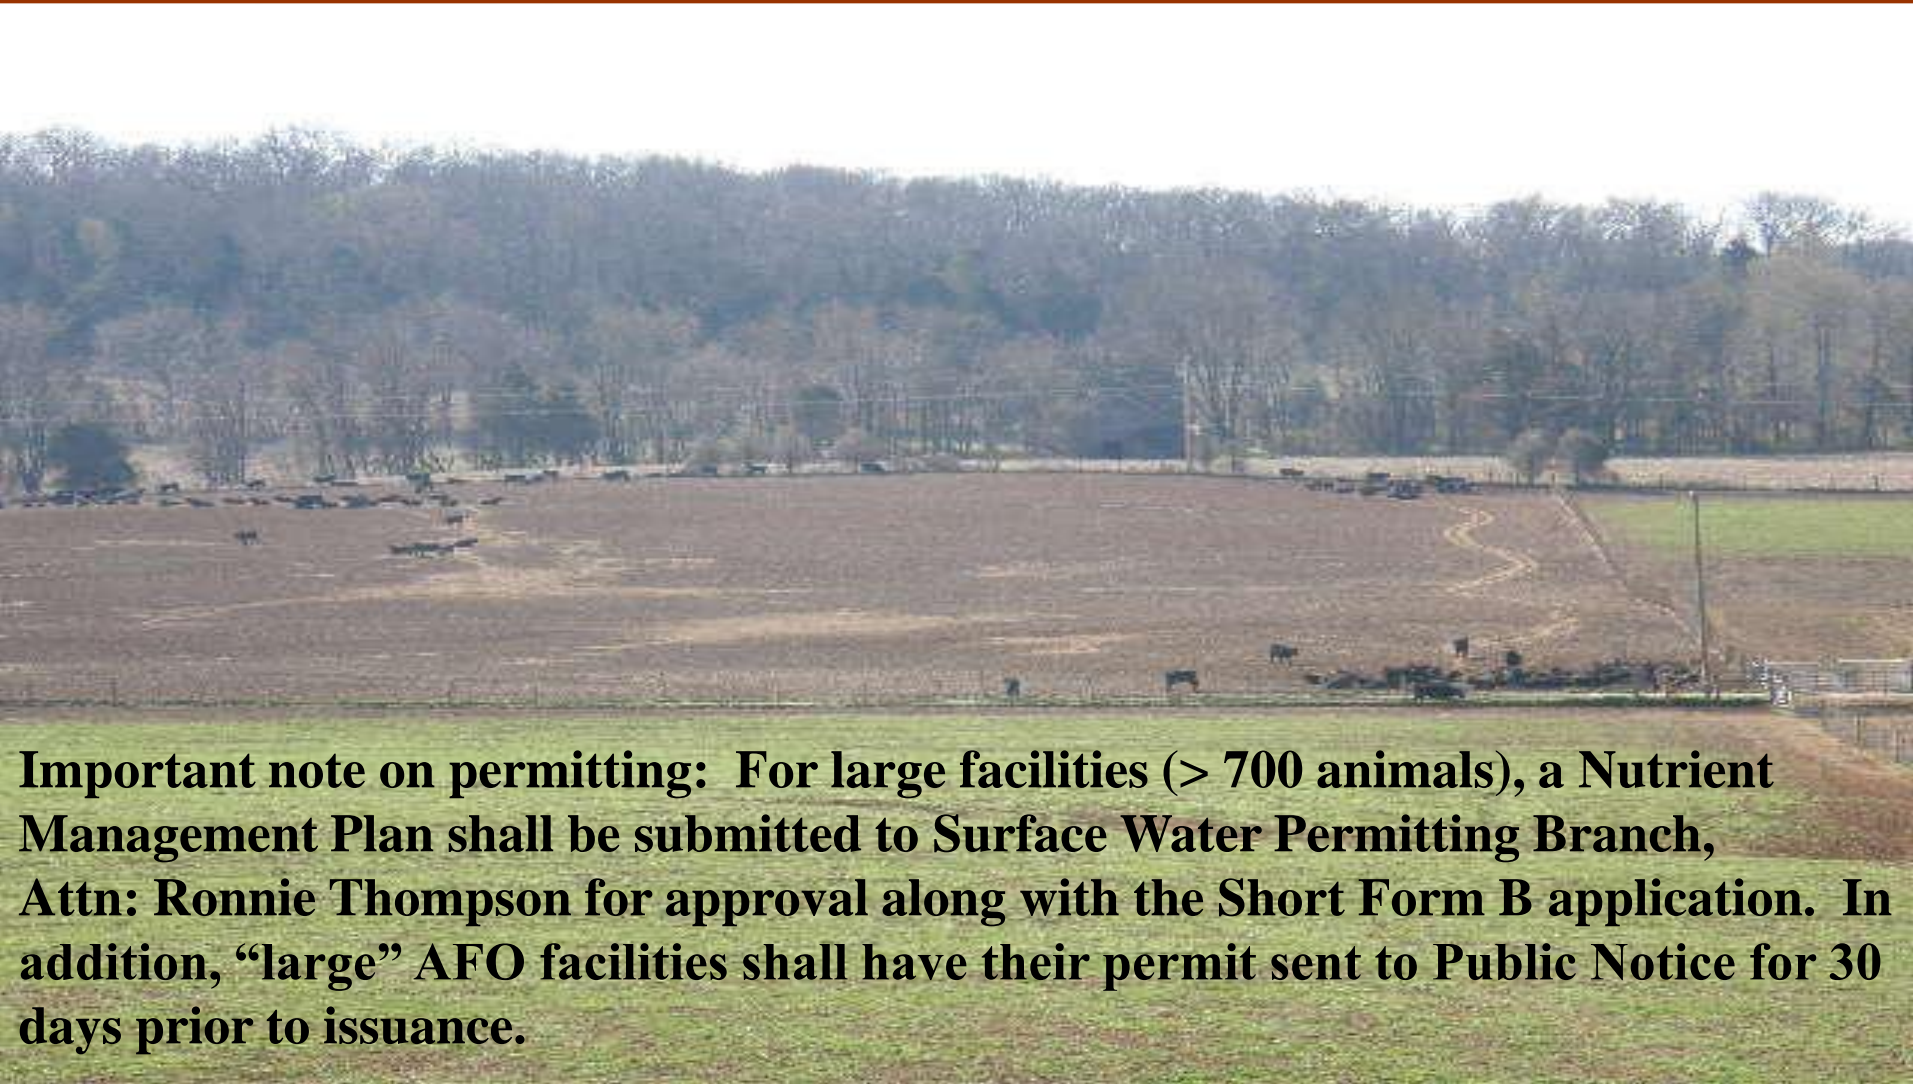 Important note on permitting:  For large facilities (> 700 animals), a Nutrient
Management Plan shall be submitted to Surface Water Permitting Branch,
Attn: Ronnie Thompson for approval along with the Short Form B application.  In
addition, “large” AFO facilities shall have their permit sent to Public Notice for 30
days prior to issuance.